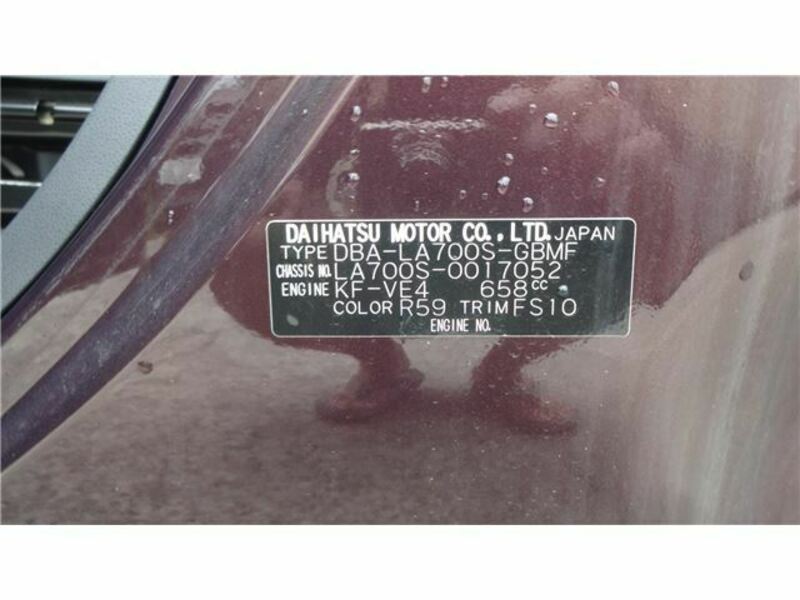 DAIHATSU MOTOR CO., LTD. JAPAN
TYPE DBA-LA700S-GBMF
CHASSIS NO. LA700S-0017052
ENGINE KF-VE4 658cc
COLOR R59 TRIM FS10
ENGINE NO.